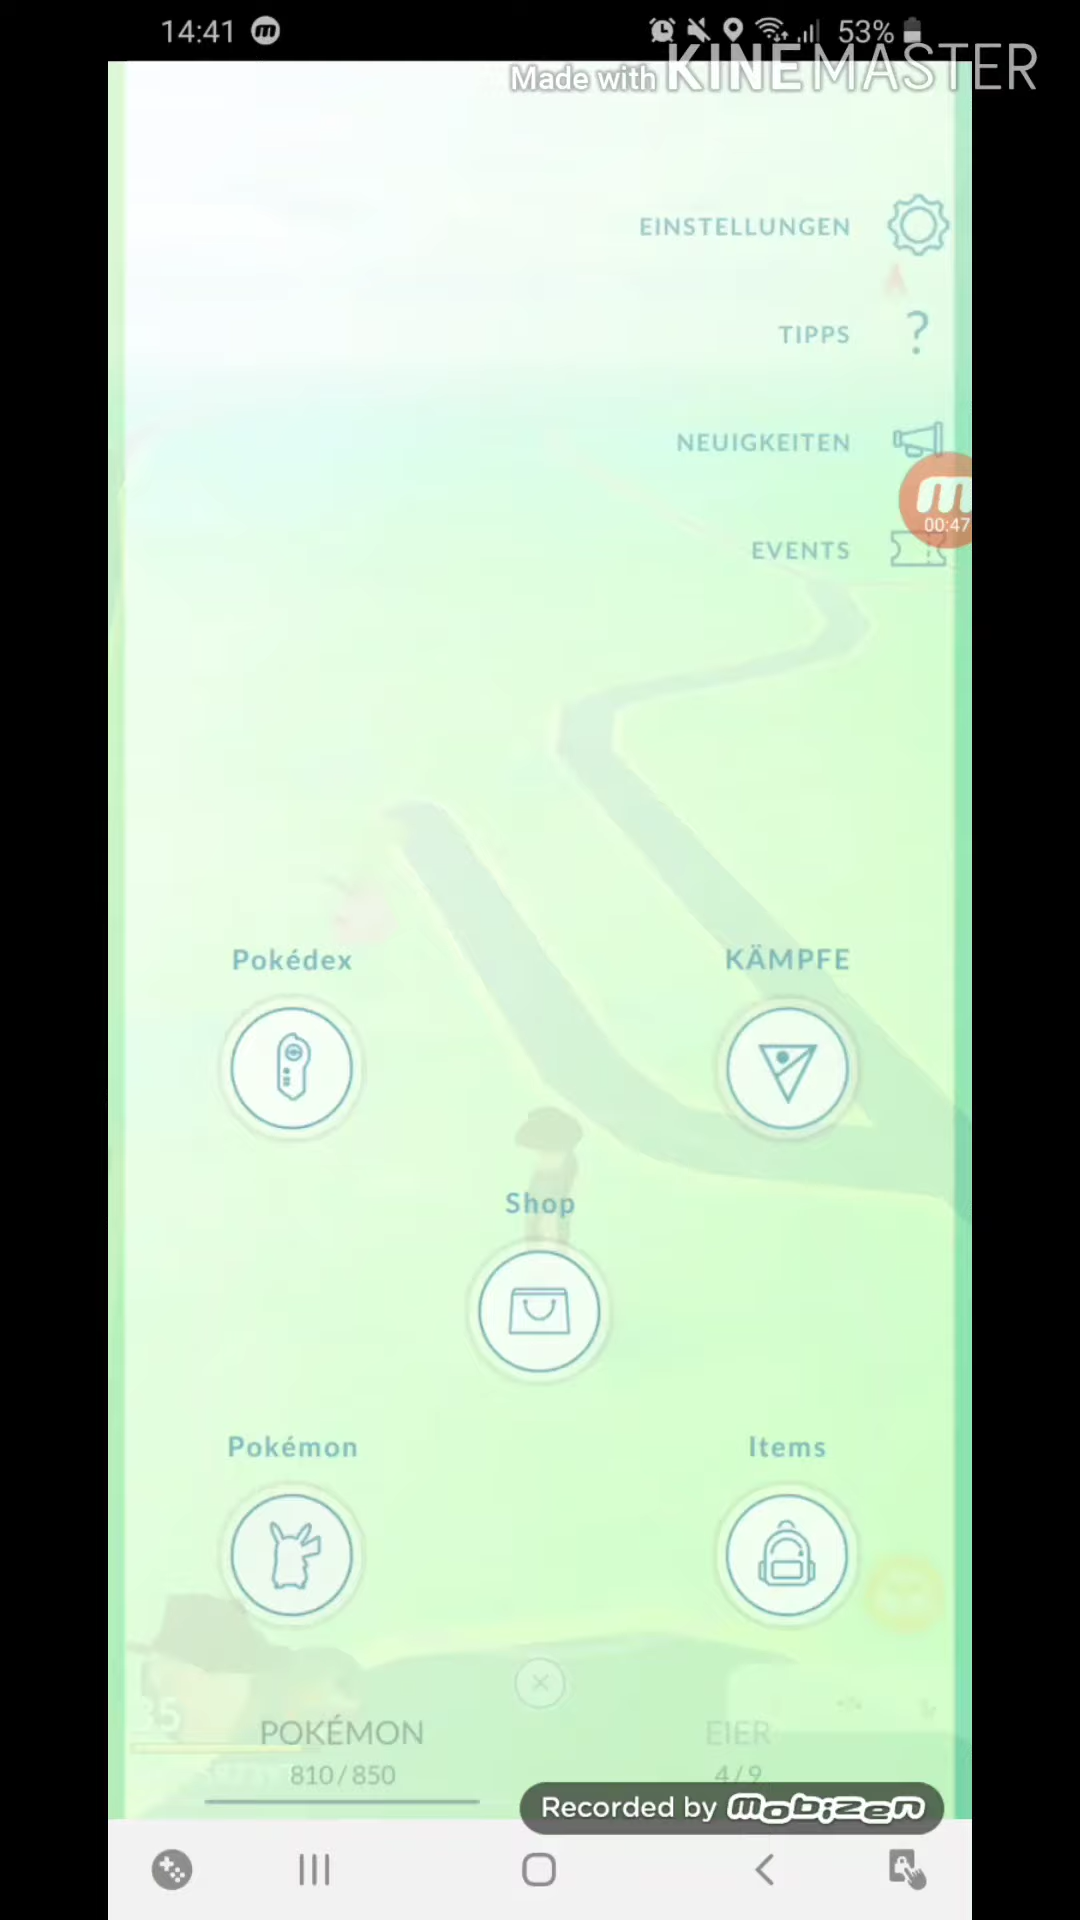 14:41
53%
Made with KINEMASTER
EINSTELLUNGEN
TIPPS
?
NEUIGKEITEN
00:47
EVENTS
Pokédex
KÄMPFE
Shop
Pokémon
Items
35
POKÉMON
EIER
810/850
4/9
Recorded by MOBIZEN